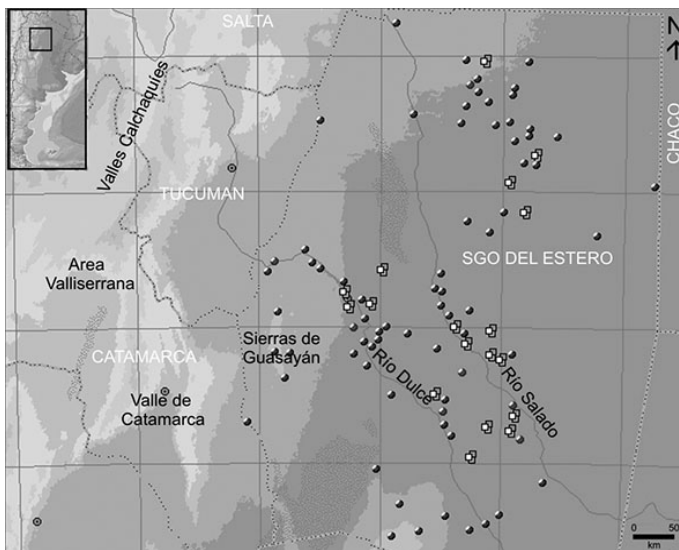 SALTA
N
Valles Calchaquíes
CHACO
TUCUMAN
SGO DEL ESTERO
Area
Valliserrana
Sierras de
Guasayán
CATAMARCA
Río Dulce
Río Salado
Valle de
Catamarca
0 50
km